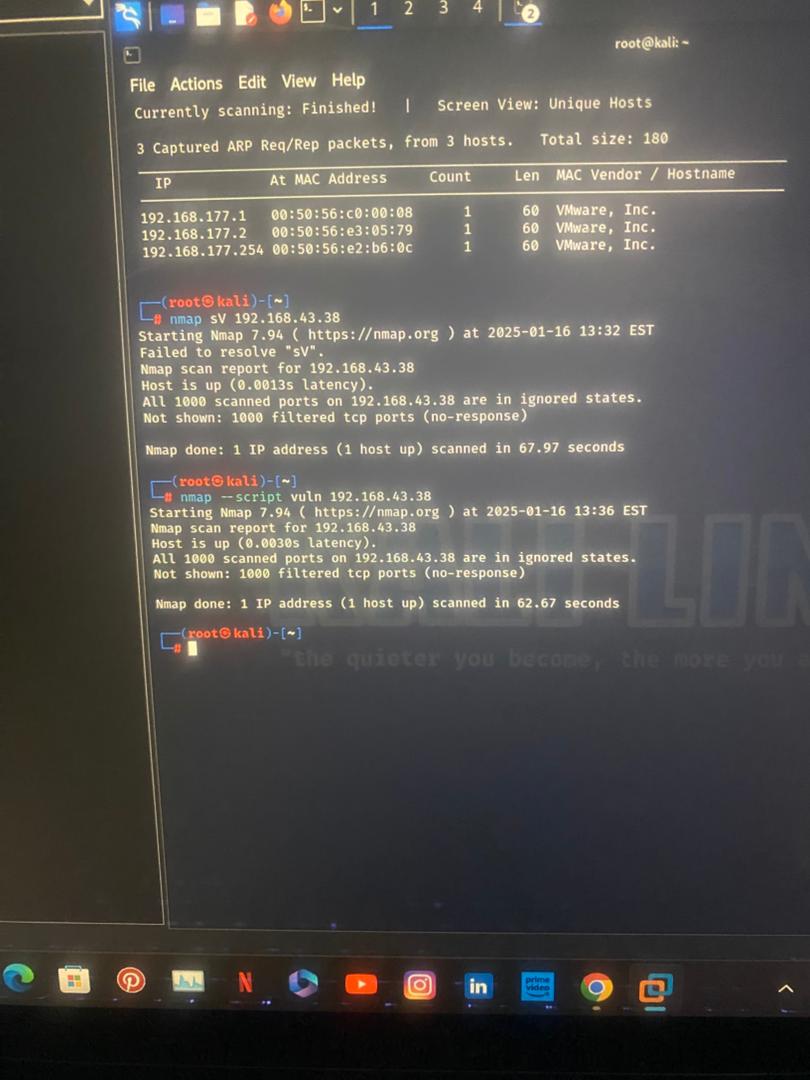 1 2 3 4 2
root@kali: ~
File Actions Edit View Help
Currently scanning: Finished! | Screen View: Unique Hosts
3 Captured ARP Req/Rep packets, from 3 hosts. Total size: 180
IP At MAC Address Count Len MAC Vendor / Hostname
192.168.177.1 00:50:56:c0:00:08 1 60 VMware, Inc.
192.168.177.2 00:50:56:e3:05:79 1 60 VMware, Inc.
192.168.177.254 00:50:56:e2:b6:0c 1 60 VMware, Inc.
┌──(root㉿kali)-[~]
└─# nmap sV 192.168.43.38
Starting Nmap 7.94 ( https://nmap.org ) at 2025-01-16 13:32 EST
Failed to resolve "sV".
Nmap scan report for 192.168.43.38
Host is up (0.0013s latency).
All 1000 scanned ports on 192.168.43.38 are in ignored states.
Not shown: 1000 filtered tcp ports (no-response)
Nmap done: 1 IP address (1 host up) scanned in 67.97 seconds
┌──(root㉿kali)-[~]
└─# nmap --script vuln 192.168.43.38
Starting Nmap 7.94 ( https://nmap.org ) at 2025-01-16 13:36 EST
Nmap scan report for 192.168.43.38
Host is up (0.0030s latency).
All 1000 scanned ports on 192.168.43.38 are in ignored states.
Not shown: 1000 filtered tcp ports (no-response)
Nmap done: 1 IP address (1 host up) scanned in 62.67 seconds
┌──(root㉿kali)-[~]
└─#
KALI LIN
"the quieter you become, the more you a
N in prime video